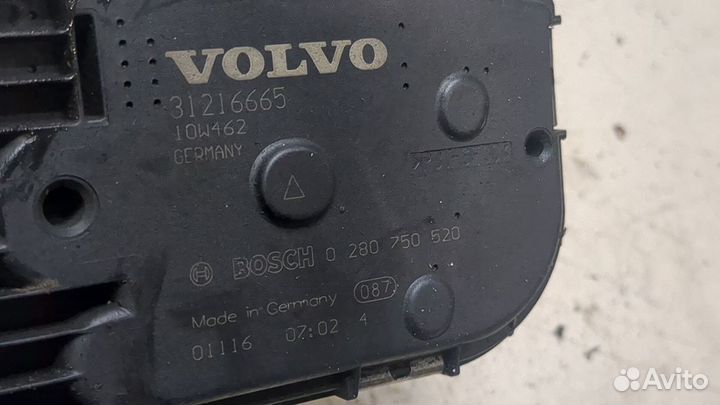 VOLVO
31216665
10W462
GERMANY
BOSCH 0 280 750 520
Made in Germany 087
01116 07:02 4
Avito